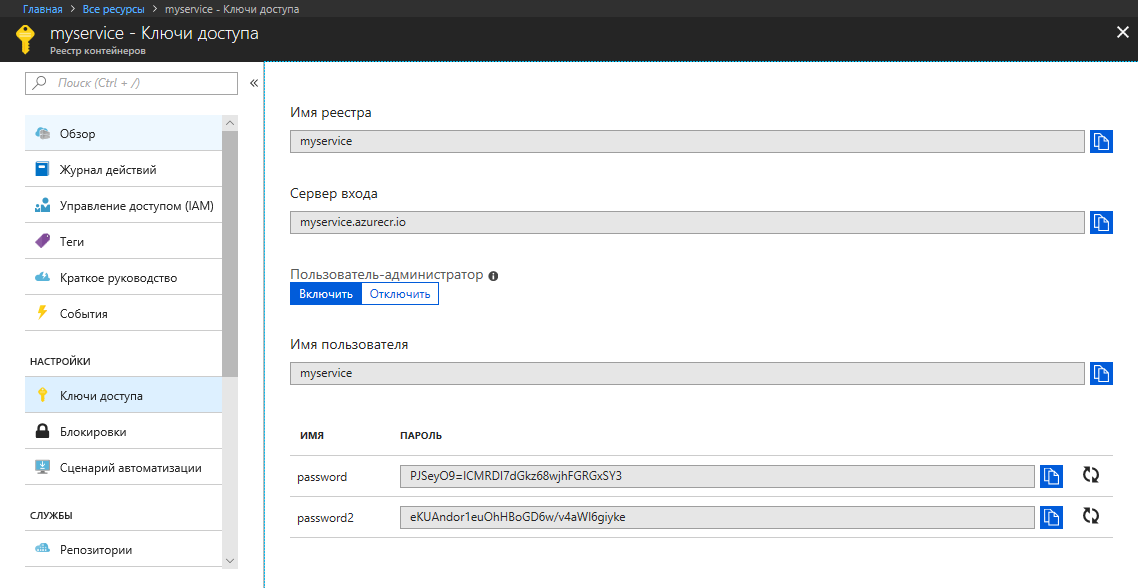 Главная > Все ресурсы > myservice - Ключи доступа
myservice - Ключи доступа
Реестр контейнеров
Поиск (Ctrl + /)
Обзор
Журнал действий
Управление доступом (IAM)
Теги
Краткое руководство
События
НАСТРОЙКИ
Ключи доступа
Блокировки
Сценарий автоматизации
СЛУЖБЫ
Репозитории
Имя реестра
myservice
Сервер входа
myservice.azurecr.io
Пользователь-администратор
Включить Отключить
Имя пользователя
myservice
ИМЯ ПАРОЛЬ
password PJSeyO9=ICMRDI7dGkz68wjhFGRGxSY3
password2 eKUAndor1euOhHBoGD6w/v4aWI6giyke